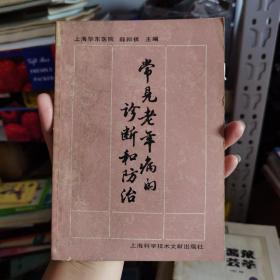 上海华东医院 薛邦祺 主编
常见老年病的
诊断和防治
上海科学技术文献出版社